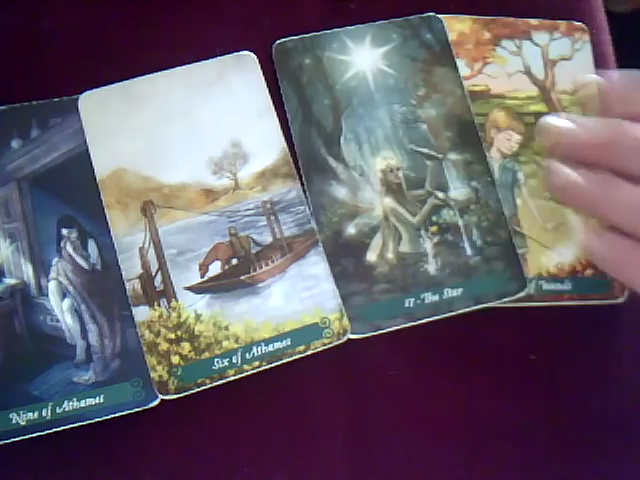 Nine of Athames
Six of Athames
17 - The Star
Wands